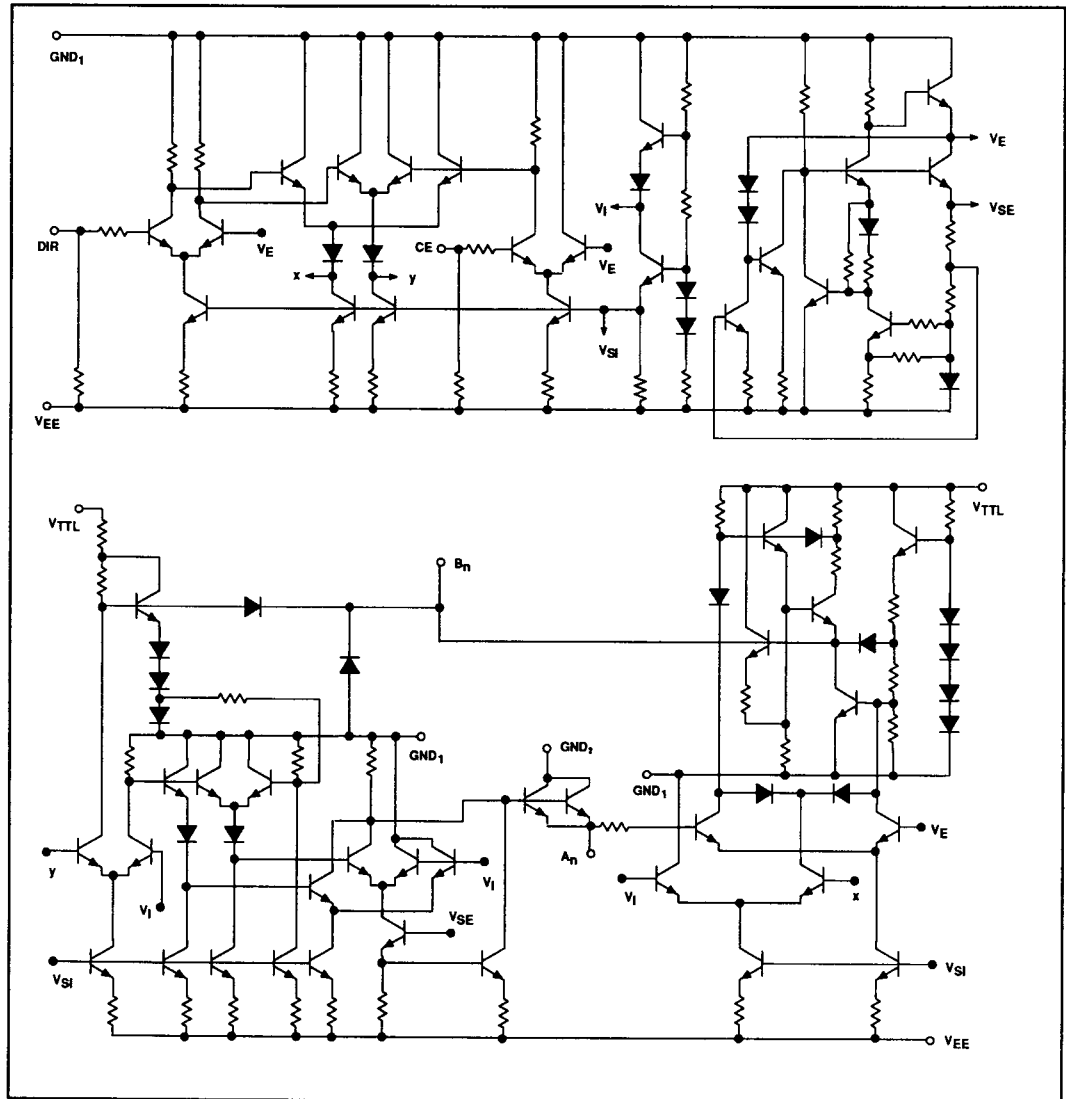 GND1
VE
VSE
VI
DIR
VE
CE
VE
x
y
VSI
VEE
VTTL
VTTL
Bn
GND1
GND2
GND1
VE
An
y
VI
VI
VI
x
VSE
VSI
VSI
VEE